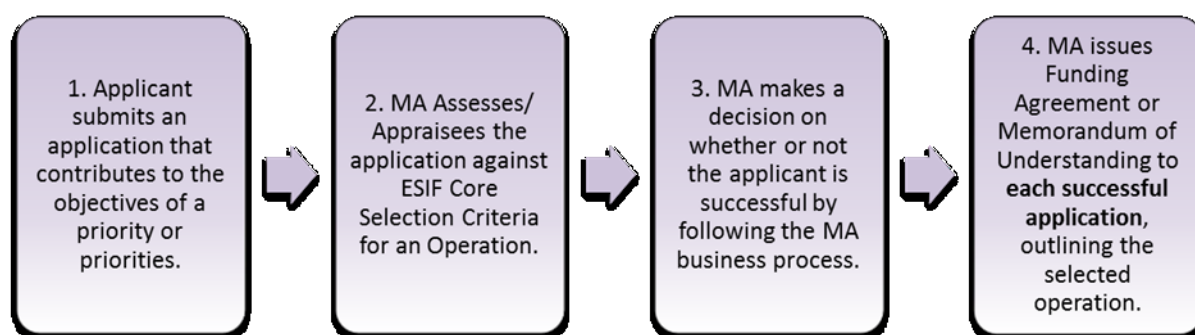 1. Applicant
submits an
application that
contributes to the
objectives of a
priority or
priorities.
2. MA Assesses/
Appraisees the
application against
ESIF Core
Selection Criteria
for an Operation.
3. MA makes a
decision on
whether or not
the applicant is
successful by
following the MA
business process.
4. MA issues
Funding
Agreement or
Memorandum of
Understanding to
each successful
application,
outlining the
selected
operation.